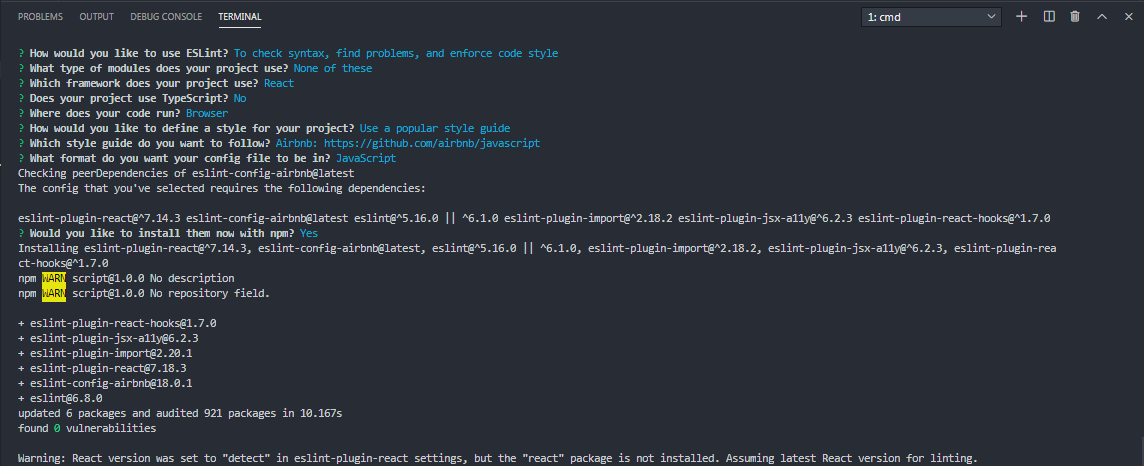 PROBLEMS OUTPUT DEBUG CONSOLE TERMINAL 1: cmd
? How would you like to use ESLint? To check syntax, find problems, and enforce code style
? What type of modules does your project use? None of these
? Which framework does your project use? React
? Does your project use TypeScript? No
? Where does your code run? Browser
? How would you like to define a style for your project? Use a popular style guide
? Which style guide do you want to follow? Airbnb: https://github.com/airbnb/javascript
? What format do you want your config file to be in? JavaScript
Checking peerDependencies of eslint-config-airbnb@latest
The config that you've selected requires the following dependencies:
eslint-plugin-react@^7.14.3 eslint-config-airbnb@latest eslint@^5.16.0 || ^6.1.0 eslint-plugin-import@^2.18.2 eslint-plugin-jsx-a11y@^6.2.3 eslint-plugin-react-hooks@^1.7.0
? Would you like to install them now with npm? Yes
Installing eslint-plugin-react@^7.14.3, eslint-config-airbnb@latest, eslint@^5.16.0 || ^6.1.0, eslint-plugin-import@^2.18.2, eslint-plugin-jsx-a11y@^6.2.3, eslint-plugin-rea
ct-hooks@^1.7.0
npm WARN script@1.0.0 No description
npm WARN script@1.0.0 No repository field.
+ eslint-plugin-react-hooks@1.7.0
+ eslint-plugin-jsx-a11y@6.2.3
+ eslint-plugin-import@2.20.1
+ eslint-plugin-react@7.18.3
+ eslint-config-airbnb@18.0.1
+ eslint@6.8.0
updated 6 packages and audited 921 packages in 10.167s
found 0 vulnerabilities
Warning: React version was set to "detect" in eslint-plugin-react settings, but the "react" package is not installed. Assuming latest React version for linting.